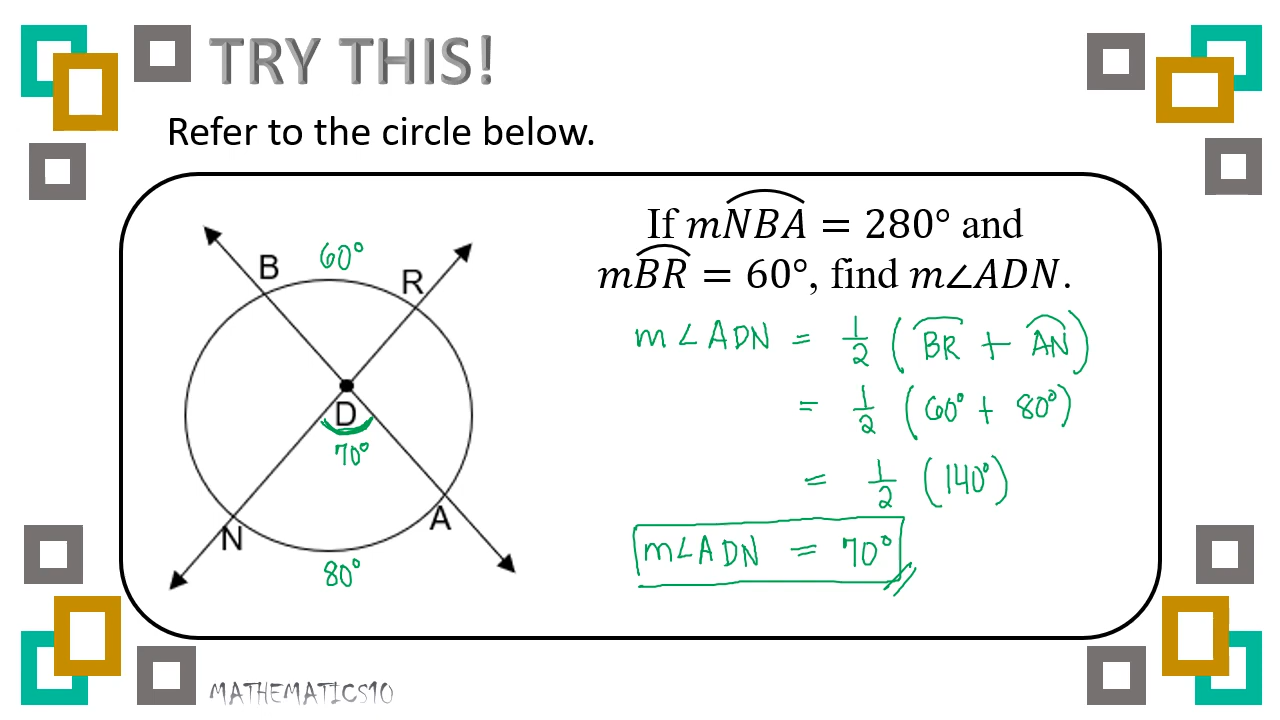 TRY THIS!
Refer to the circle below.
If m⌒NBA = 280° and
m⌒BR = 60°, find m∠ADN.
B
60°
R
D
70°
N
A
80°
m∠ADN = 1/2 (⌒BR + ⌒AN)
= 1/2 (60° + 80°)
= 1/2 (140°)
m∠ADN = 70°
MATHEMATICS10